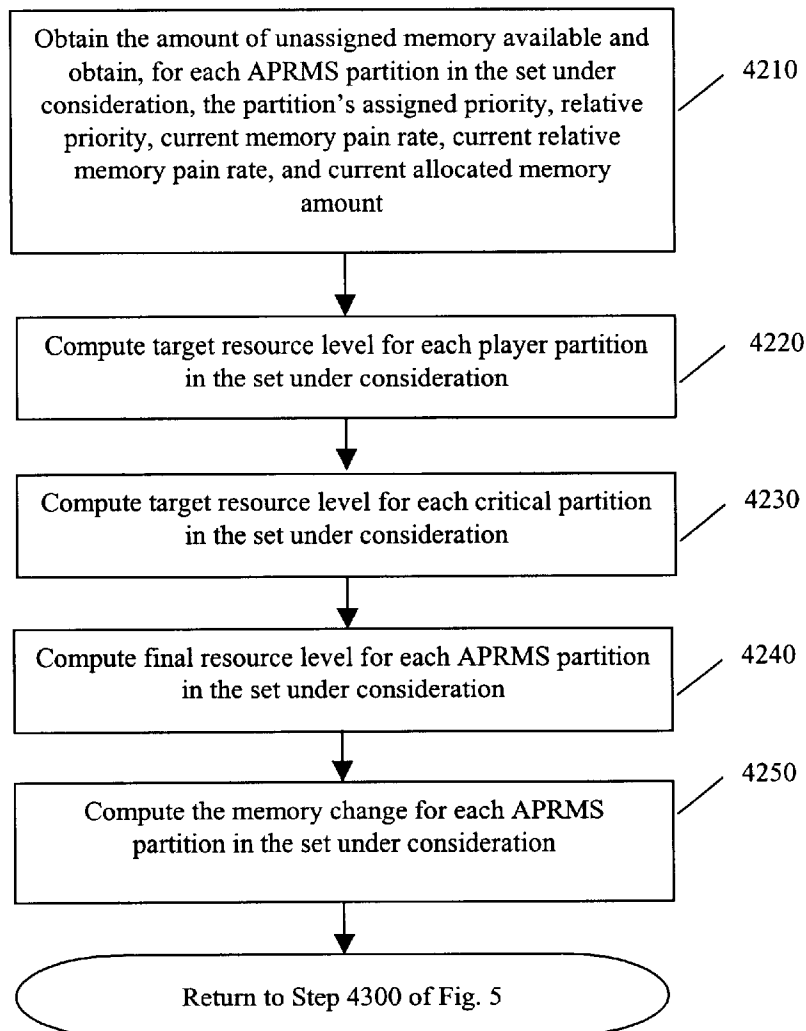 Obtain the amount of unassigned memory available and
obtain, for each APRMS partition in the set under
consideration, the partition's assigned priority, relative
priority, current memory pain rate, current relative
memory pain rate, and current allocated memory
amount
4210
Compute target resource level for each player partition
in the set under consideration
4220
Compute target resource level for each critical partition
in the set under consideration
4230
Compute final resource level for each APRMS partition
in the set under consideration
4240
Compute the memory change for each APRMS
partition in the set under consideration
4250
Return to Step 4300 of Fig. 5